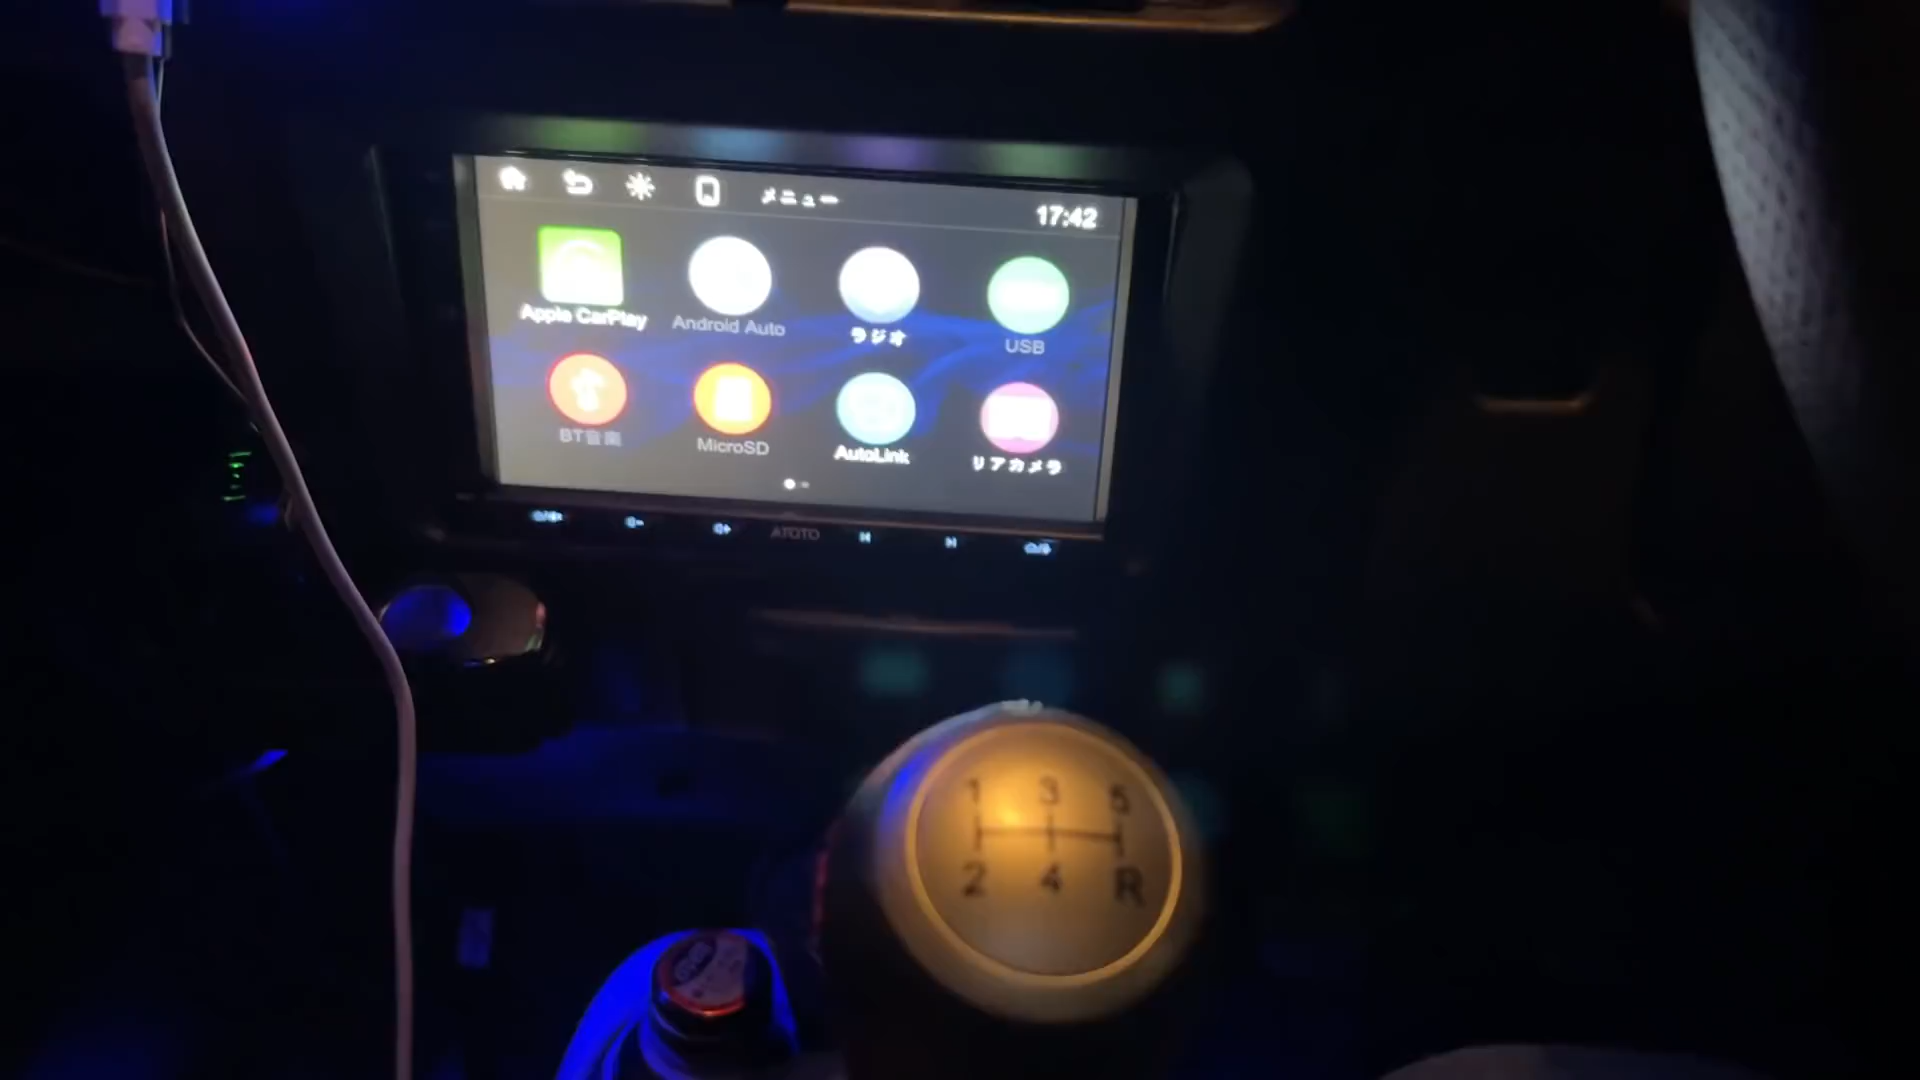 メニュー
17:42
Apple CarPlay
Android Auto
ラジオ
USB
BT音楽
MicroSD
AutoLink
リアカメラ
ATOTO
1 3 5
2 4 R